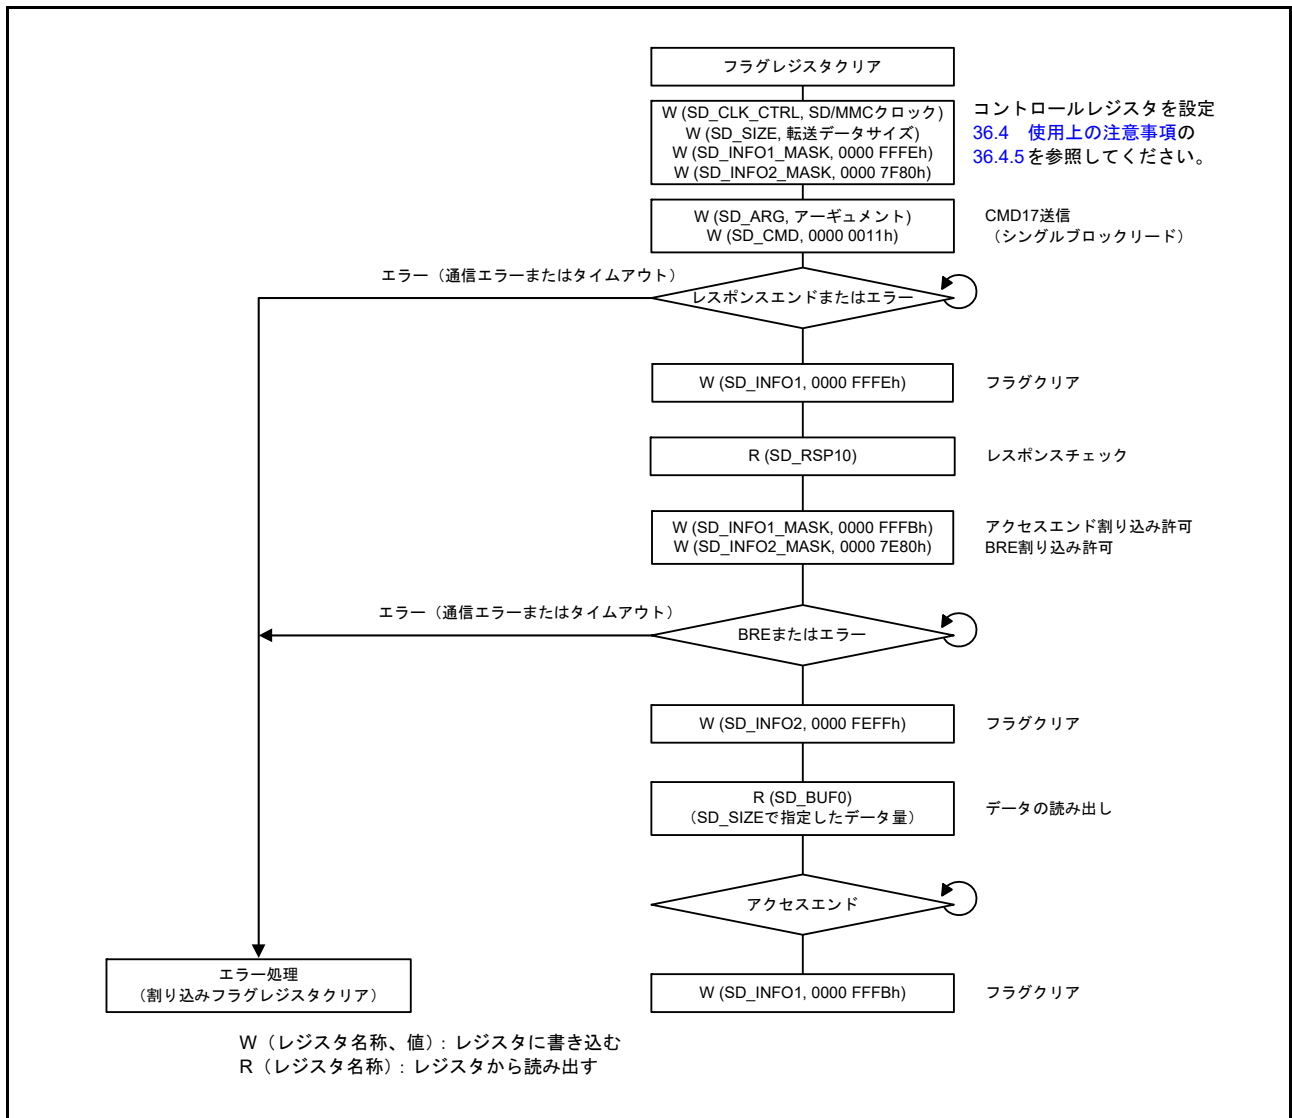 フラグレジスタクリア
W (SD_CLK_CTRL, SD/MMCクロック)
W (SD_SIZE, 転送データサイズ)
W (SD_INFO1_MASK, 0000 FFFEh)
W (SD_INFO2_MASK, 0000 7F80h)
コントロールレジスタを設定
36.4 使用上の注意事項の
36.4.5を参照してください。
W (SD_ARG, アーギュメント)
W (SD_CMD, 0000 0011h)
CMD17送信
（シングルブロックリード）
エラー（通信エラーまたはタイムアウト）
レスポンスエンドまたはエラー
W (SD_INFO1, 0000 FFFEh)
フラグクリア
R (SD_RSP10)
レスポンスチェック
W (SD_INFO1_MASK, 0000 FFFBh)
W (SD_INFO2_MASK, 0000 7E80h)
アクセスエンド割り込み許可
BRE割り込み許可
エラー（通信エラーまたはタイムアウト）
BREまたはエラー
W (SD_INFO2, 0000 FEFFh)
フラグクリア
R (SD_BUF0)
（SD_SIZEで指定したデータ量）
データの読み出し
アクセスエンド
エラー処理
（割り込みフラグレジスタクリア）
W (SD_INFO1, 0000 FFFBh)
フラグクリア
W（レジスタ名称、値）: レジスタに書き込む
R（レジスタ名称）: レジスタから読み出す